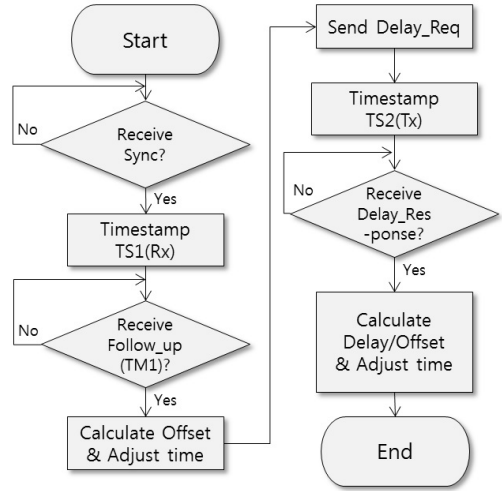 Start
No
Receive
Sync?
Yes
Timestamp
TS1(Rx)
No
Receive
Follow_up
(TM1)?
Yes
Calculate Offset
& Adjust time
Send Delay_Req
Timestamp
TS2(Tx)
No
Receive
Delay_Res
-ponse?
Yes
Calculate
Delay/Offset
& Adjust time
End